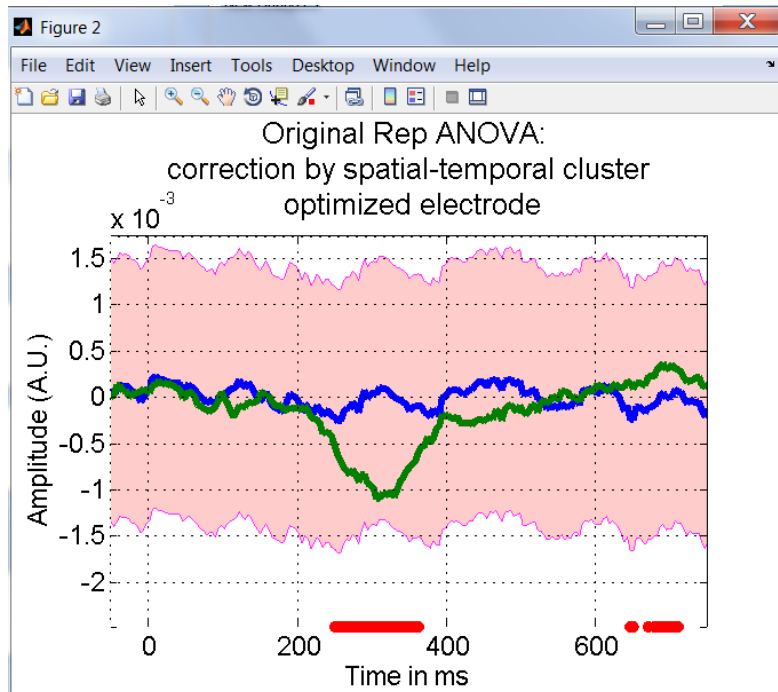 Figure 2
File Edit View Insert Tools Desktop Window Help
Original Rep ANOVA:
correction by spatial-temporal cluster
optimized electrode
x 10^-3
1.5
1
0.5
0
-0.5
-1
-1.5
-2
Amplitude (A.U.)
0 200 400 600
Time in ms